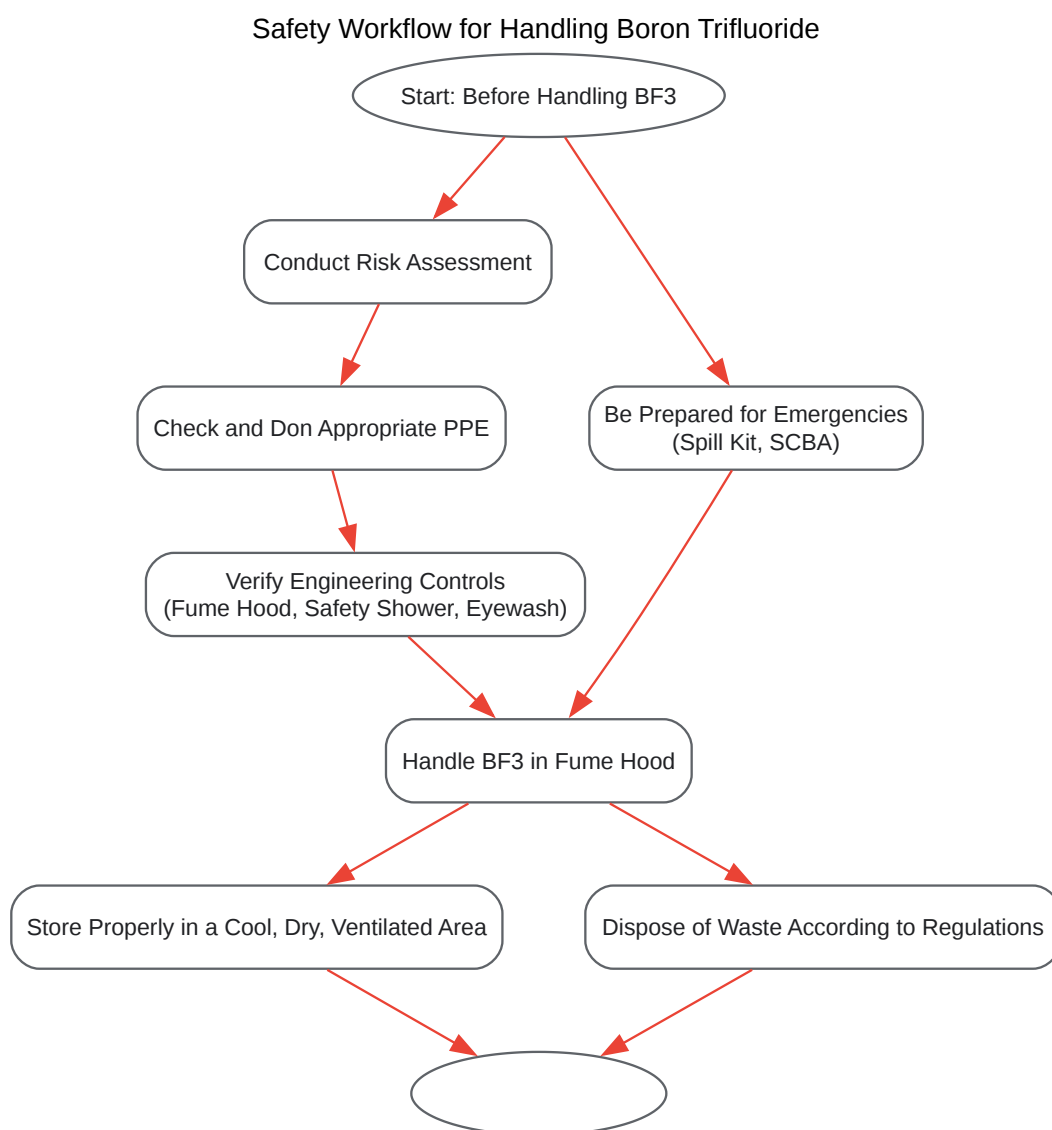 Safety Workflow for Handling Boron Trifluoride
Start: Before Handling BF3
Conduct Risk Assessment
Check and Don Appropriate PPE
Be Prepared for Emergencies
(Spill Kit, SCBA)
Verify Engineering Controls
(Fume Hood, Safety Shower, Eyewash)
Handle BF3 in Fume Hood
Store Properly in a Cool, Dry, Ventilated Area
Dispose of Waste According to Regulations